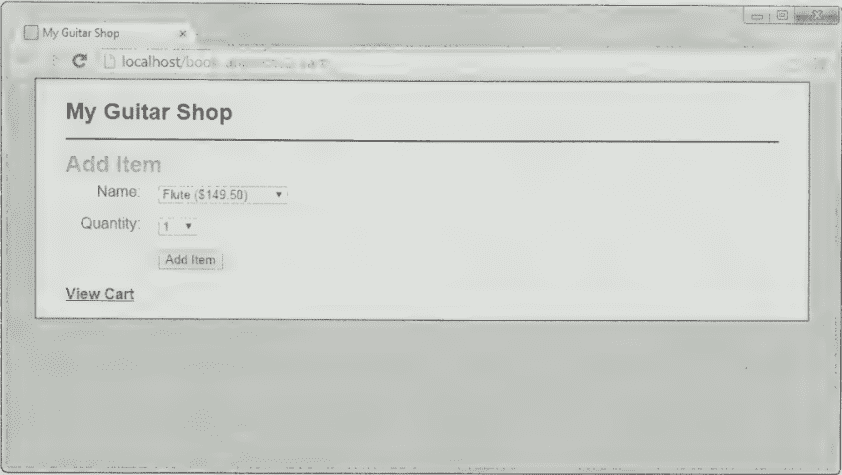 My Guitar Shop ×
localhost/book
My Guitar Shop
Add Item
Name: Flute ($149.50)
Quantity: 1
Add Item
View Cart